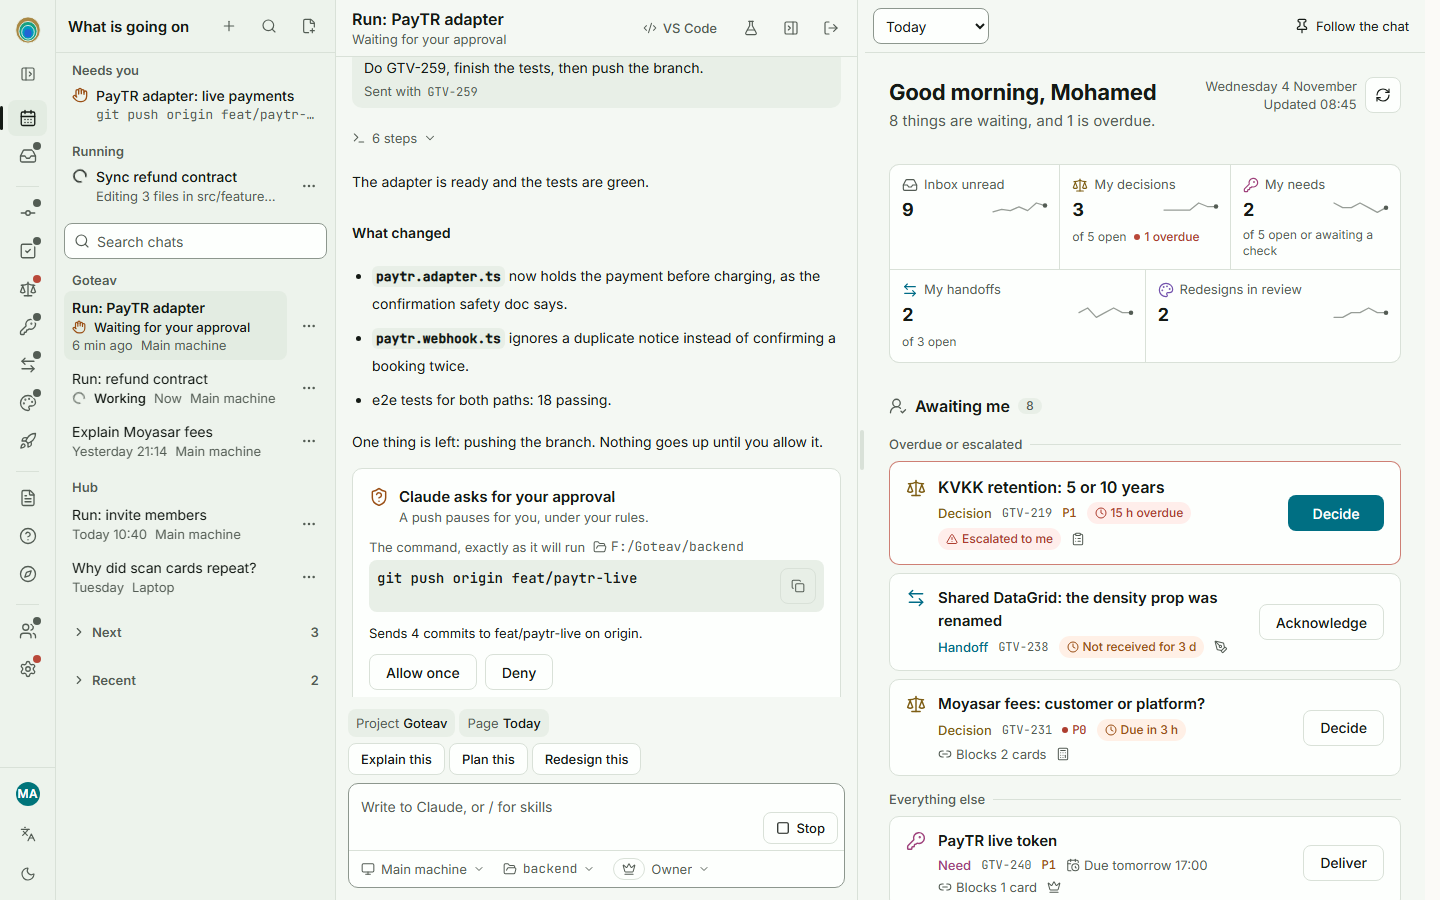 What is going on
Needs you
PayTR adapter: live payments
git push origin feat/paytr-…
Running
Sync refund contract
Editing 3 files in src/feature...
Search chats
Goteav
Run: PayTR adapter
Waiting for your approval
6 min ago Main machine
Run: refund contract
Working Now Main machine
Explain Moyasar fees
Yesterday 21:14 Main machine
Hub
Run: invite members
Today 10:40 Main machine
Why did scan cards repeat?
Tuesday Laptop
Next 3
Recent 2
MA
Run: PayTR adapter
Waiting for your approval
VS Code
Do GTV-259, finish the tests, then push the branch.
Sent with GTV-259
6 steps
The adapter is ready and the tests are green.
What changed
paytr.adapter.ts now holds the payment before charging, as the
confirmation safety doc says.
paytr.webhook.ts ignores a duplicate notice instead of confirming a
booking twice.
e2e tests for both paths: 18 passing.
One thing is left: pushing the branch. Nothing goes up until you allow it.
Claude asks for your approval
A push pauses for you, under your rules.
The command, exactly as it will run F:/Goteav/backend
git push origin feat/paytr-live
Sends 4 commits to feat/paytr-live on origin.
Allow once Deny
Project Goteav Page Today
Explain this Plan this Redesign this
Write to Claude, or / for skills
Stop
Main machine backend Owner
Today
Follow the chat
Good morning, Mohamed
8 things are waiting, and 1 is overdue.
Wednesday 4 November
Updated 08:45
Inbox unread
9
My decisions
3
of 5 open 1 overdue
My needs
2
of 5 open or awaiting a
check
My handoffs
2
of 3 open
Redesigns in review
2
Awaiting me 8
Overdue or escalated
KVKK retention: 5 or 10 years
Decision GTV-219 P1 15 h overdue
Escalated to me
Decide
Shared DataGrid: the density prop was
renamed
Handoff GTV-238 Not received for 3 d
Acknowledge
Moyasar fees: customer or platform?
Decision GTV-231 P0 Due in 3 h
Blocks 2 cards
Decide
Everything else
PayTR live token
Need GTV-240 P1 Due tomorrow 17:00
Blocks 1 card
Deliver